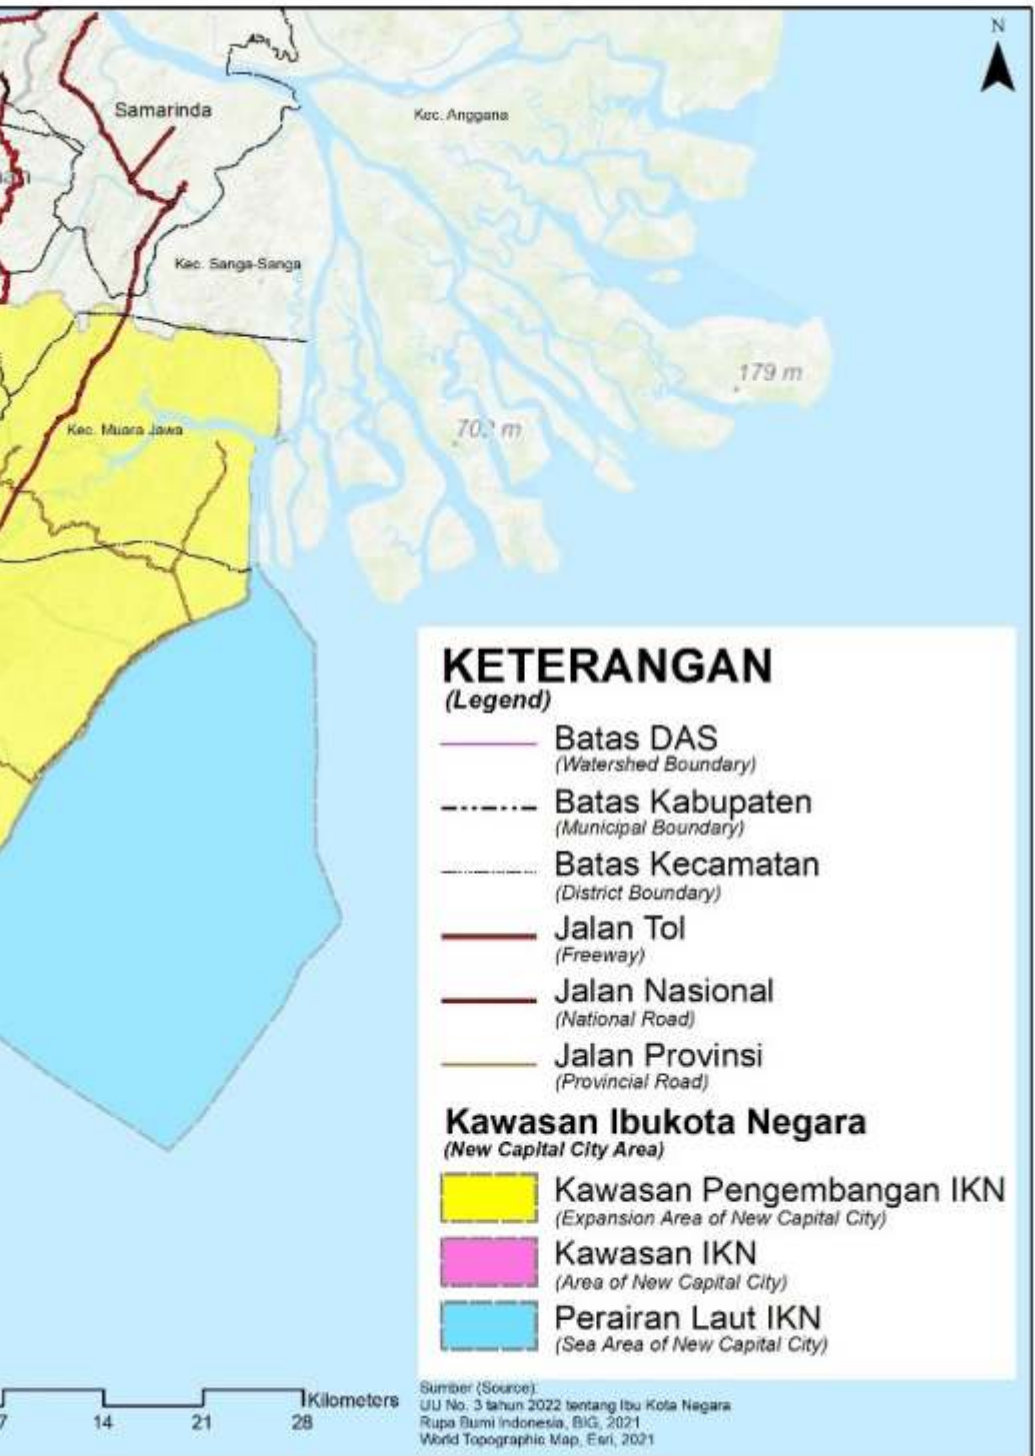 N
Samarinda
Kec. Anggana
Kec. Sanga-Sanga
179 m
Kec. Muara Jawa
702 m
KETERANGAN
(Legend)
Batas DAS
(Watershed Boundary)
Batas Kabupaten
(Municipal Boundary)
Batas Kecamatan
(District Boundary)
Jalan Tol
(Freeway)
Jalan Nasional
(National Road)
Jalan Provinsi
(Provincial Road)
Kawasan Ibukota Negara
(New Capital City Area)
Kawasan Pengembangan IKN
(Expansion Area of New Capital City)
Kawasan IKN
(Area of New Capital City)
Perairan Laut IKN
(Sea Area of New Capital City)
Kilometers
7 14 21 28
Sumber (Source):
UU No. 3 tahun 2022 tentang Ibu Kota Negara
Rupa Bumi Indonesia, BIG, 2021
World Topographic Map, Esri, 2021